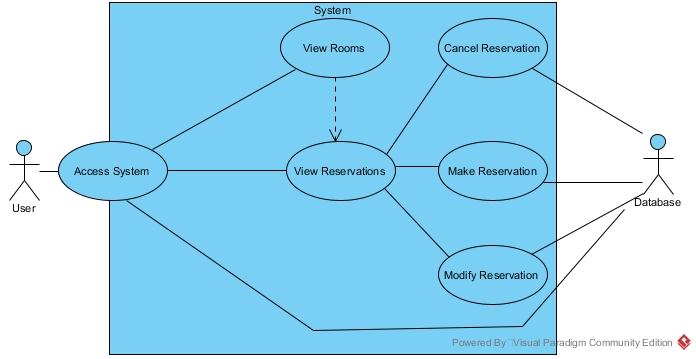 System
View Rooms
Cancel Reservation
Access System
View Reservations
Make Reservation
User
Database
Modify Reservation
Powered By Visual Paradigm Community Edition